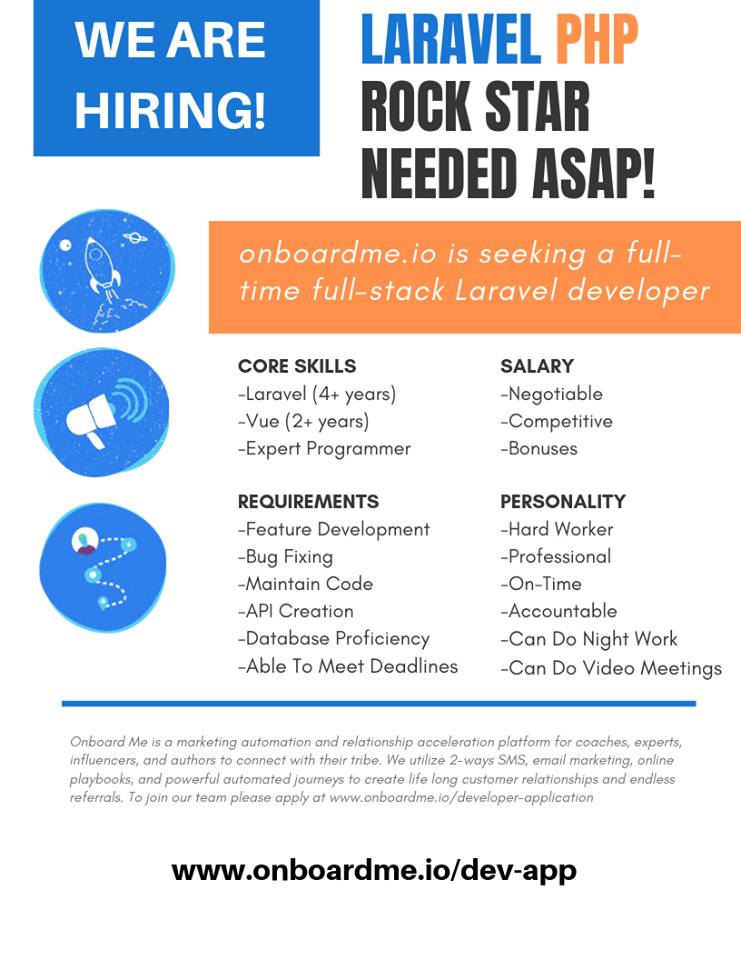 WE ARE
HIRING!
LARAVEL PHP
ROCK STAR
NEEDED ASAP!
onboardme.io is seeking a full-
time full-stack Laravel developer
CORE SKILLS
-Laravel (4+ years)
-Vue (2+ years)
-Expert Programmer
SALARY
-Negotiable
-Competitive
-Bonuses
REQUIREMENTS
-Feature Development
-Bug Fixing
-Maintain Code
-API Creation
-Database Proficiency
-Able To Meet Deadlines
PERSONALITY
-Hard Worker
-Professional
-On-Time
-Accountable
-Can Do Night Work
-Can Do Video Meetings
Onboard Me is a marketing automation and relationship acceleration platform for coaches, experts,
influencers, and authors to connect with their tribe. We utilize 2-ways SMS, email marketing, online
playbooks, and powerful automated journeys to create life long customer relationships and endless
referrals. To join our team please apply at www.onboardme.io/developer-application
www.onboardme.io/dev-app